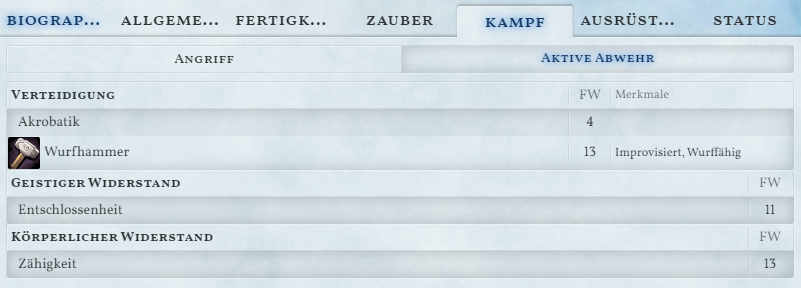 BIOGRAP... ALLGEME... FERTIGK... ZAUBER KAMPF AUSRÜST... STATUS
ANGRIFF AKTIVE ABWEHR
VERTEIDIGUNG FW Merkmale
Akrobatik 4
Wurfhammer 13 Improvisiert, Wurffähig
GEISTIGER WIDERSTAND FW
Entschlossenheit 11
KÖRPERLICHER WIDERSTAND FW
Zähigkeit 13